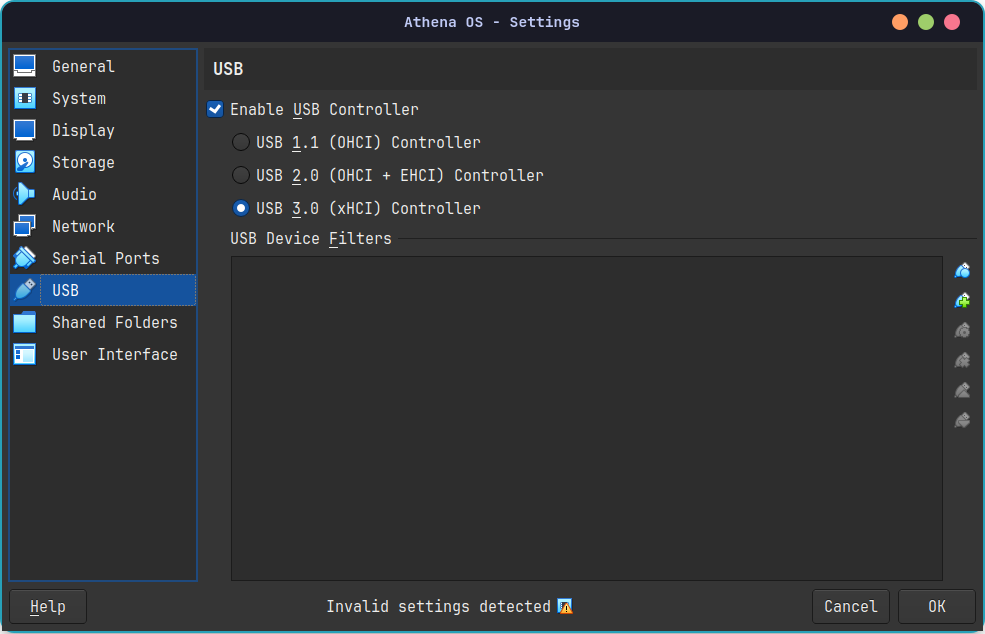 Athena OS - Settings
General
System
Display
Storage
Audio
Network
Serial Ports
USB
Shared Folders
User Interface
USB
Enable USB Controller
USB 1.1 (OHCI) Controller
USB 2.0 (OHCI + EHCI) Controller
USB 3.0 (xHCI) Controller
USB Device Filters
Help
Invalid settings detected
Cancel
OK